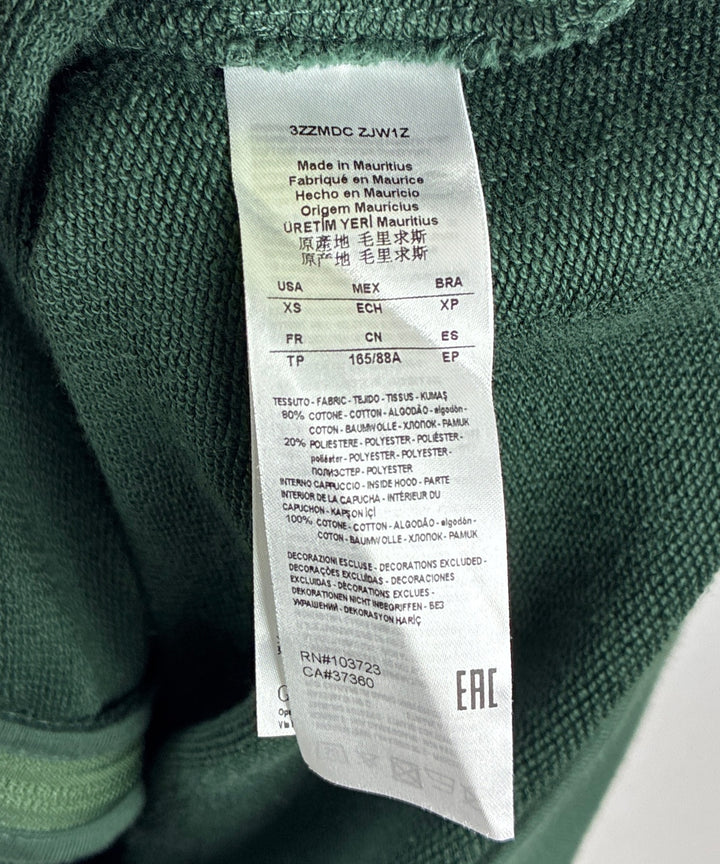 3ZZMDC ZJW1Z
Made in Mauritius
Fabriqué en Maurice
Hecho en Mauricio
Origem Mauricius
ÜRETİM YERİ Mauritius
原產地 毛里求斯
原产地 毛里求斯
USA MEX BRA
XS ECH XP
FR CN ES
TP 165/88A EP
TESSUTO - FABRIC - TEJIDO - TISSUS - KUMAŞ
80% COTONE - COTTON - ALGODÃO - algodòn -
COTON - BAUMWOLLE - ХЛОПОК - PAMUK
20% POLIESTERE - POLYESTER - POLIÉSTER -
poliéster - POLYESTER - POLYESTER -
ПОЛИЭСТЕР - POLYESTER
INTERNO CAPPUCCIO - INSIDE HOOD - PARTE
INTERIOR DE LA CAPUCHA - INTÉRIEUR DU
CAPUCHON - KAPŞON İÇİ
100% COTONE - COTTON - ALGODÃO - algodòn -
COTON - BAUMWOLLE - ХЛОПОК - PAMUK
DECORAZIONI ESCLUSE - DECORATIONS EXCLUDED -
DECORAÇÕES EXCLUÍDAS - DECORACIONES
EXCLUIDAS - DÉCORATIONS EXCLUES -
DEKORATIONEN NICHT INBEGRIFFEN - БЕЗ
УКРАШЕНИЙ - DEKORASYON HARİÇ
RN#103723
CA#37360
EAC